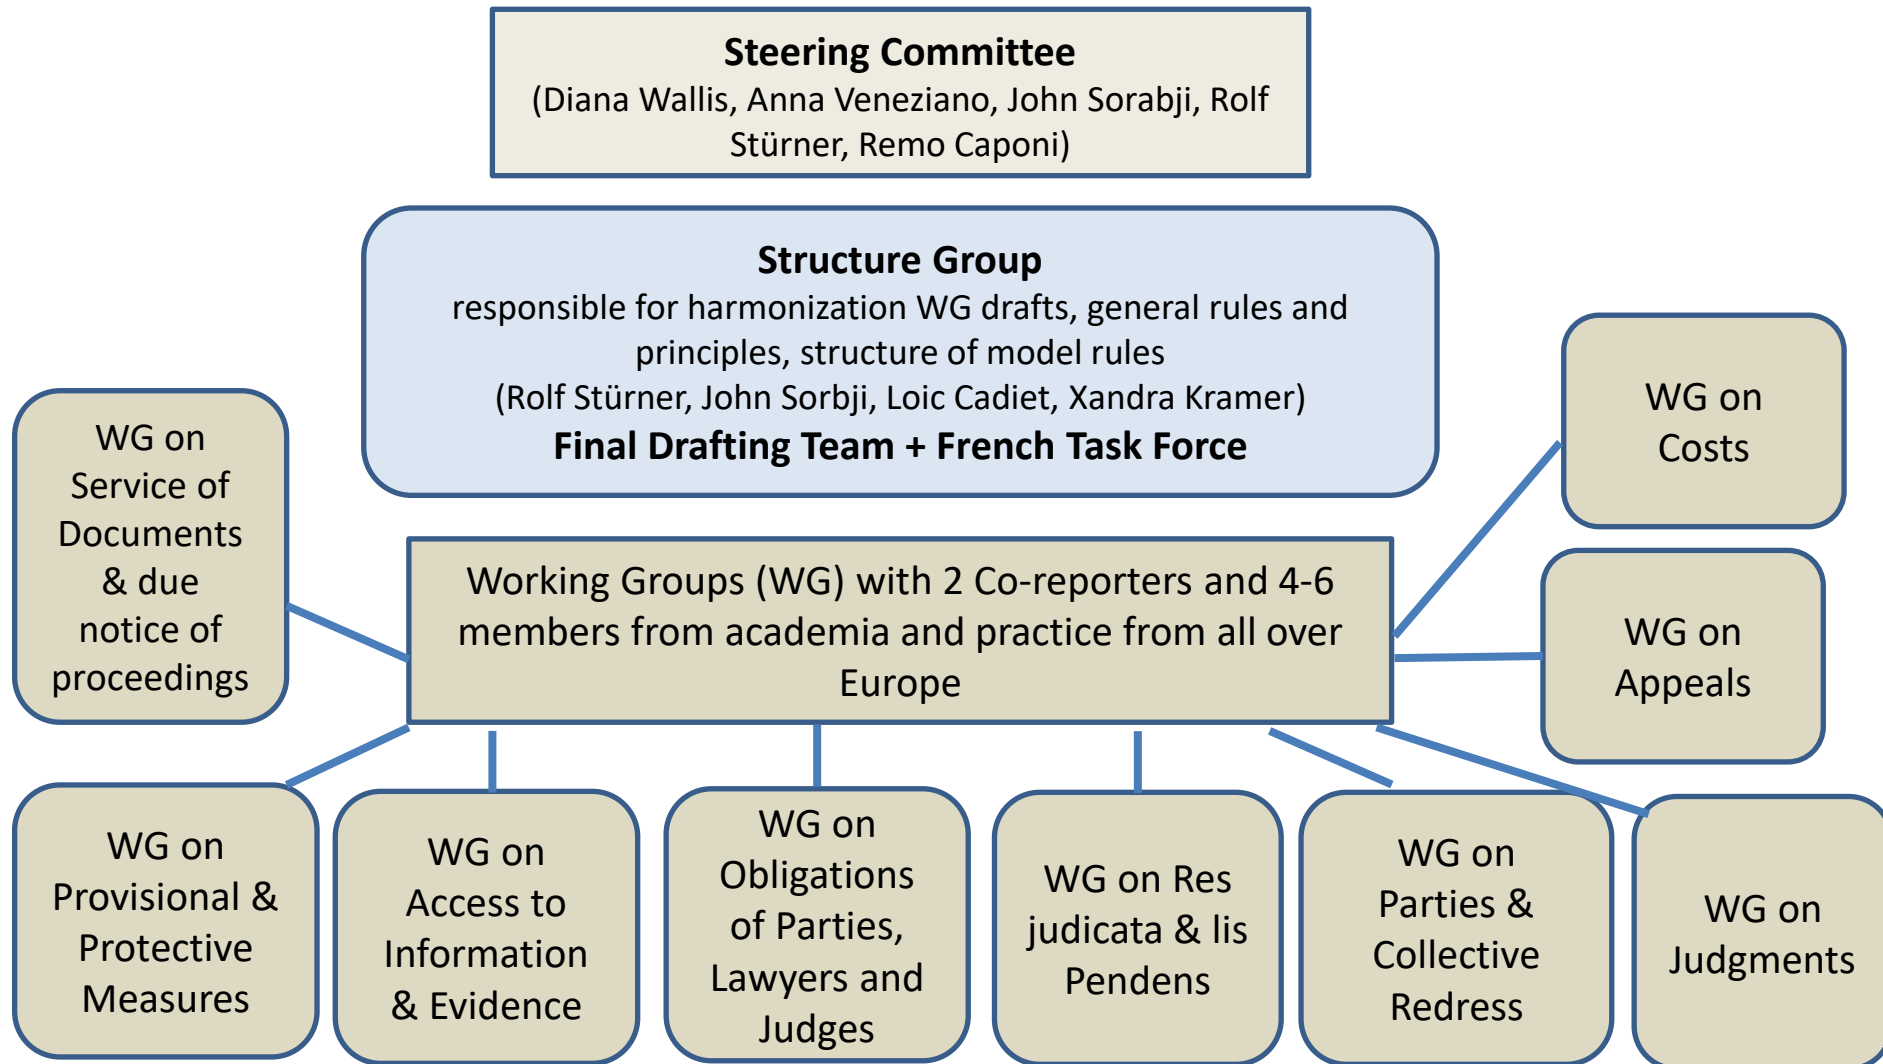 Steering Committee
(Diana Wallis, Anna Veneziano, John Sorabji, Rolf
Stürner, Remo Caponi)
Structure Group
responsible for harmonization WG drafts, general rules and
principles, structure of model rules
(Rolf Stürner, John Sorbji, Loic Cadiet, Xandra Kramer)
Final Drafting Team + French Task Force
WG on
Service of
Documents
& due
notice of
proceedings
Working Groups (WG) with 2 Co-reporters and 4-6
members from academia and practice from all over
Europe
WG on
Costs
WG on
Appeals
WG on
Provisional &
Protective
Measures
WG on
Access to
Information
& Evidence
WG on
Obligations
of Parties,
Lawyers and
Judges
WG on Res
judicata & lis
Pendens
WG on
Parties &
Collective
Redress
WG on
Judgments